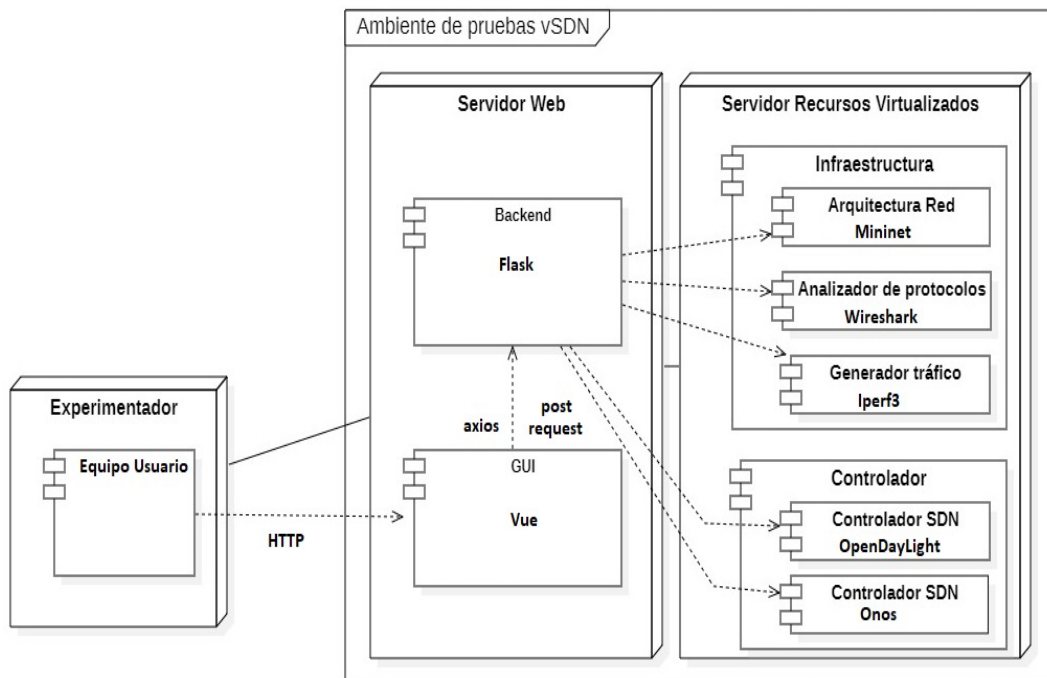 Ambiente de pruebas vSDN
Servidor Web
Servidor Recursos Virtualizados
Infraestructura
Arquitectura Red
Mininet
Backend
Flask
Analizador de protocolos
Wireshark
Generador tráfico
Iperf3
Experimentador
Equipo Usuario
axios
post
request
GUI
Vue
HTTP
Controlador
Controlador SDN
OpenDayLight
Controlador SDN
Onos